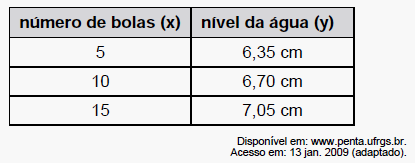 número de bolas (x) nível da água (y)
5 6,35 cm
10 6,70 cm
15 7,05 cm
Disponível em: www.penta.ufrgs.br.
Acesso em: 13 jan. 2009 (adaptado).